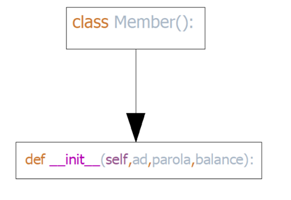 class Member():
def __init__(self,ad,parola,balance):